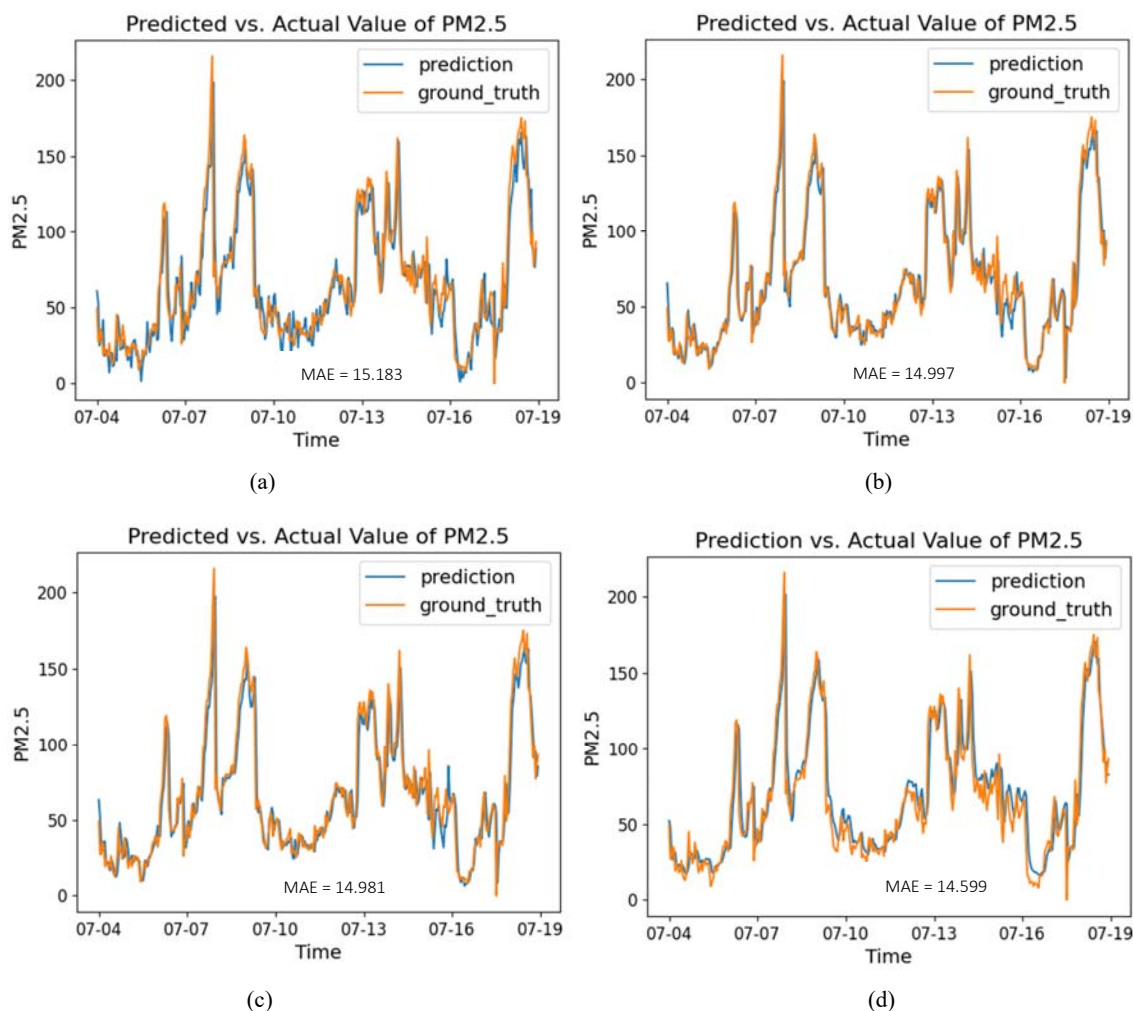 Predicted vs. Actual Value of PM2.5
prediction
ground_truth
200
150
100
50
0
PM2.5
MAE = 15.183
07-04 07-07 07-10 07-13 07-16 07-19
Time
(a)
Predicted vs. Actual Value of PM2.5
prediction
ground_truth
200
150
100
50
0
PM2.5
MAE = 14.997
07-04 07-07 07-10 07-13 07-16 07-19
Time
(b)
Predicted vs. Actual Value of PM2.5
prediction
ground_truth
200
150
100
50
0
PM2.5
MAE = 14.981
07-04 07-07 07-10 07-13 07-16 07-19
Time
(c)
Prediction vs. Actual Value of PM2.5
prediction
ground_truth
200
150
100
50
0
PM2.5
MAE = 14.599
07-04 07-07 07-10 07-13 07-16 07-19
Time
(d)